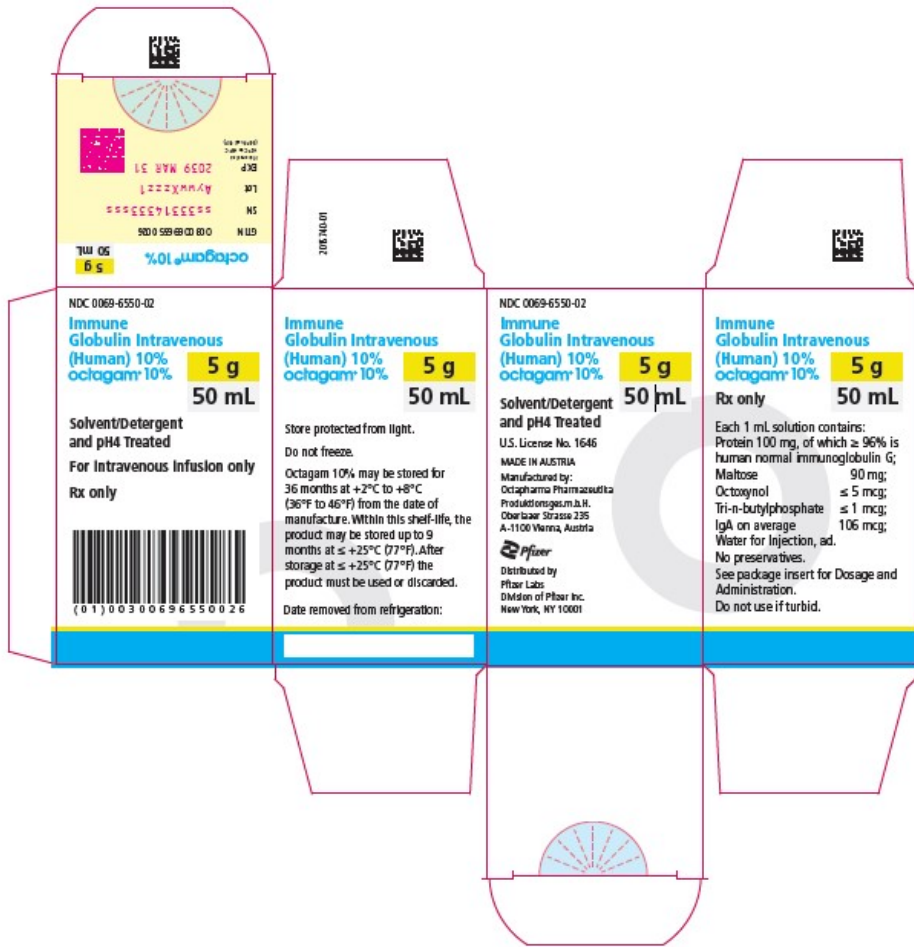 octagam® 10%
5 g
50 mL
GTIN
SN
Lot
EXP 2039 MAR 31
2015740-01
NDC 0069-6550-02
Immune
Globulin Intravenous
(Human) 10%
octagam® 10%
5 g
50 mL
Solvent/Detergent
and pH4 Treated
For Intravenous Infusion only
Rx only
(01)00300696550026
Immune
Globulin Intravenous
(Human) 10%
octagam® 10%
5 g
50 mL
Store protected from light.
Do not freeze.
Octagam 10% may be stored for
36 months at +2°C to +8°C
(36°F to 46°F) from the date of
manufacture. Within this shelf-life, the
product may be stored up to 9
months at ≤ +25°C (77°F). After
storage at ≤ +25°C (77°F) the
product must be used or discarded.
Date removed from refrigeration:
NDC 0069-6550-02
Immune
Globulin Intravenous
(Human) 10%
octagam® 10%
5 g
50 mL
Solvent/Detergent
and pH4 Treated
U.S. License No. 1646
MADE IN AUSTRIA
Manufactured by:
Octapharma Pharmazeutika
Produktionsges.m.b.H.
Oberlaaer Strasse 235
A-1100 Vienna, Austria
Pfizer
Distributed by
Pfizer Labs
Division of Pfizer Inc.
New York, NY 10001
Immune
Globulin Intravenous
(Human) 10%
octagam® 10%
5 g
50 mL
Rx only
Each 1 mL solution contains:
Protein 100 mg, of which ≥ 96% is
human normal immunoglobulin G;
Maltose 90 mg;
Octoxynol ≤ 5 mcg;
Tri-n-butylphosphate ≤ 1 mcg;
IgA on average 106 mcg;
Water for Injection, ad.
No preservatives.
See package insert for Dosage and
Administration.
Do not use if turbid.